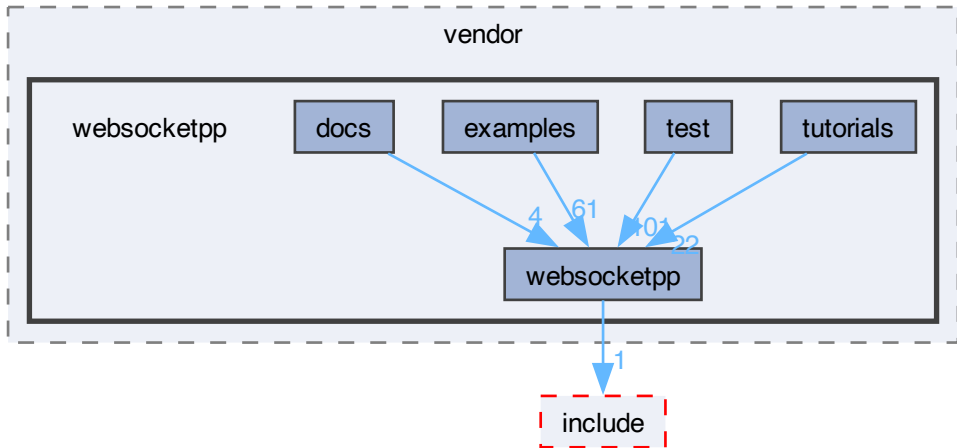 vendor
websocketpp
docs
examples
test
tutorials
4
61
101
22
websocketpp
1
include